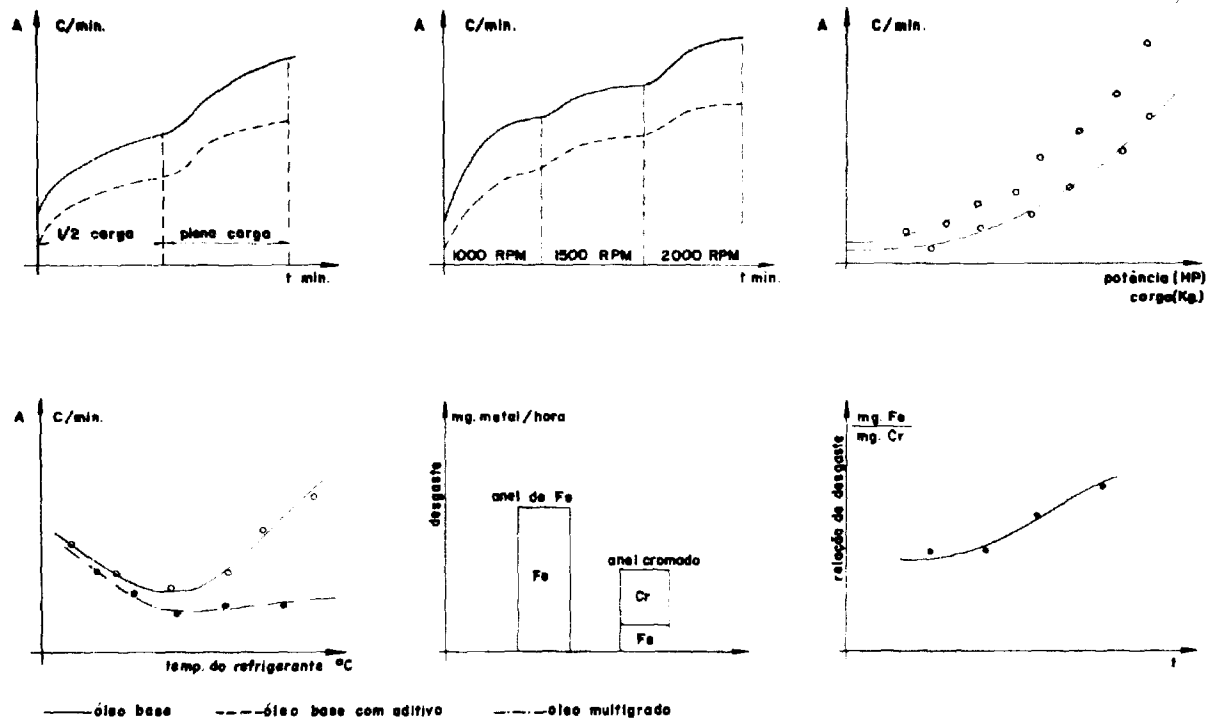 A C/min.
1/2 carga plena carga
t min.
A C/min.
1000 RPM 1500 RPM 2000 RPM
t min.
A C/min.
potência (HP)
carga(Kg.)
A C/min.
temp. do refrigerante °C
mg. metal/hora
desgaste
anel de Fe
Fe
anel cromado
Cr
Fe
mg. Fe
mg. Cr
relação de desgaste
t
óleo base óleo base com aditivo óleo multigrado